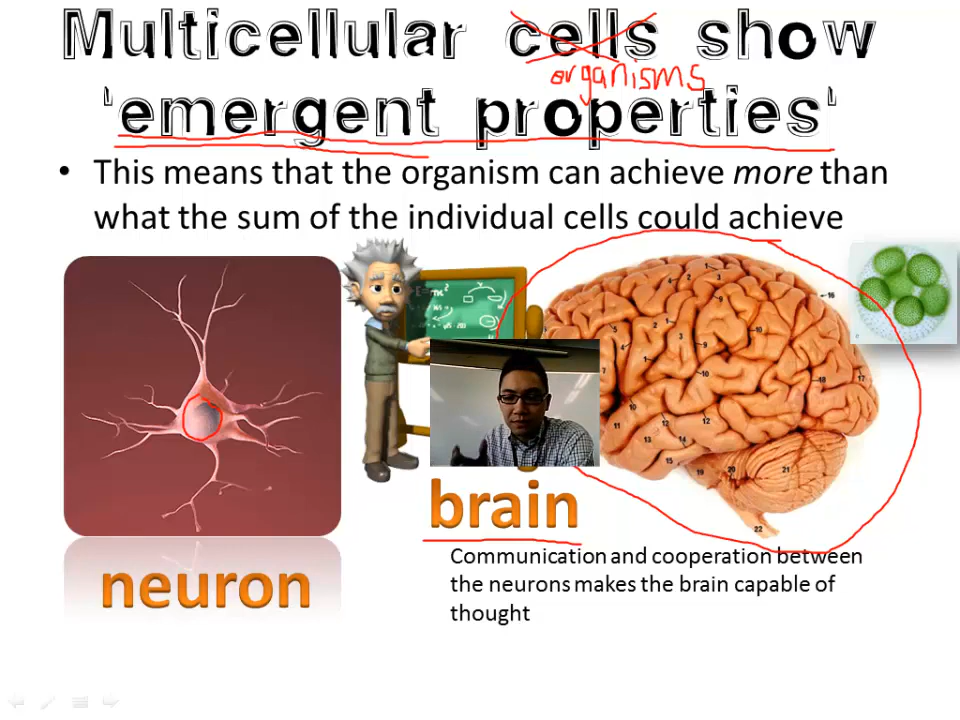 Multicellular cells show
organisms
'emergent properties'
• This means that the organism can achieve more than
what the sum of the individual cells could achieve
neuron
brain
Communication and cooperation between
the neurons makes the brain capable of
thought